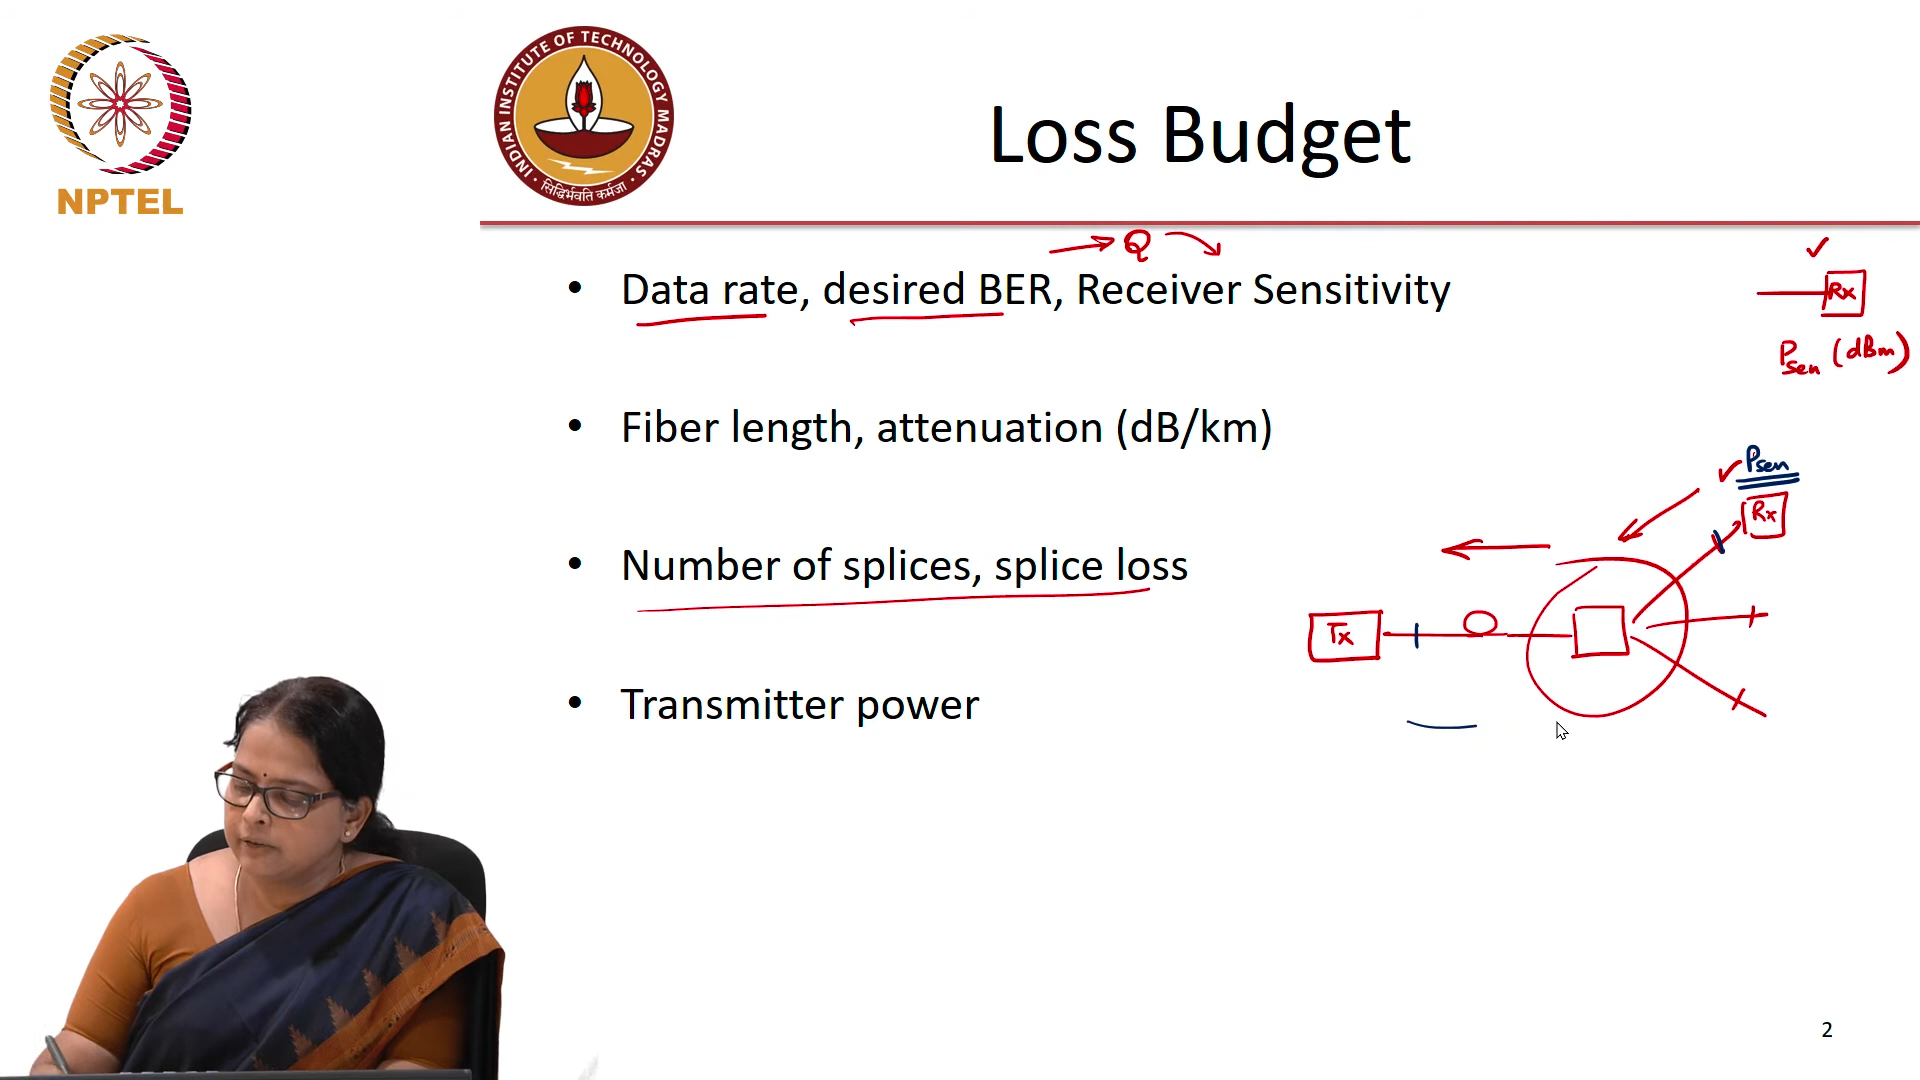 NPTEL
INDIAN INSTITUTE OF TECHNOLOGY MADRAS
सिद्धिर्भवति कर्मजा
Loss Budget
Q
• Data rate, desired BER, Receiver Sensitivity
Rx
Psen (dBm)
• Fiber length, attenuation (dB/km)
Psen
Rx
• Number of splices, splice loss
Tx
• Transmitter power
2